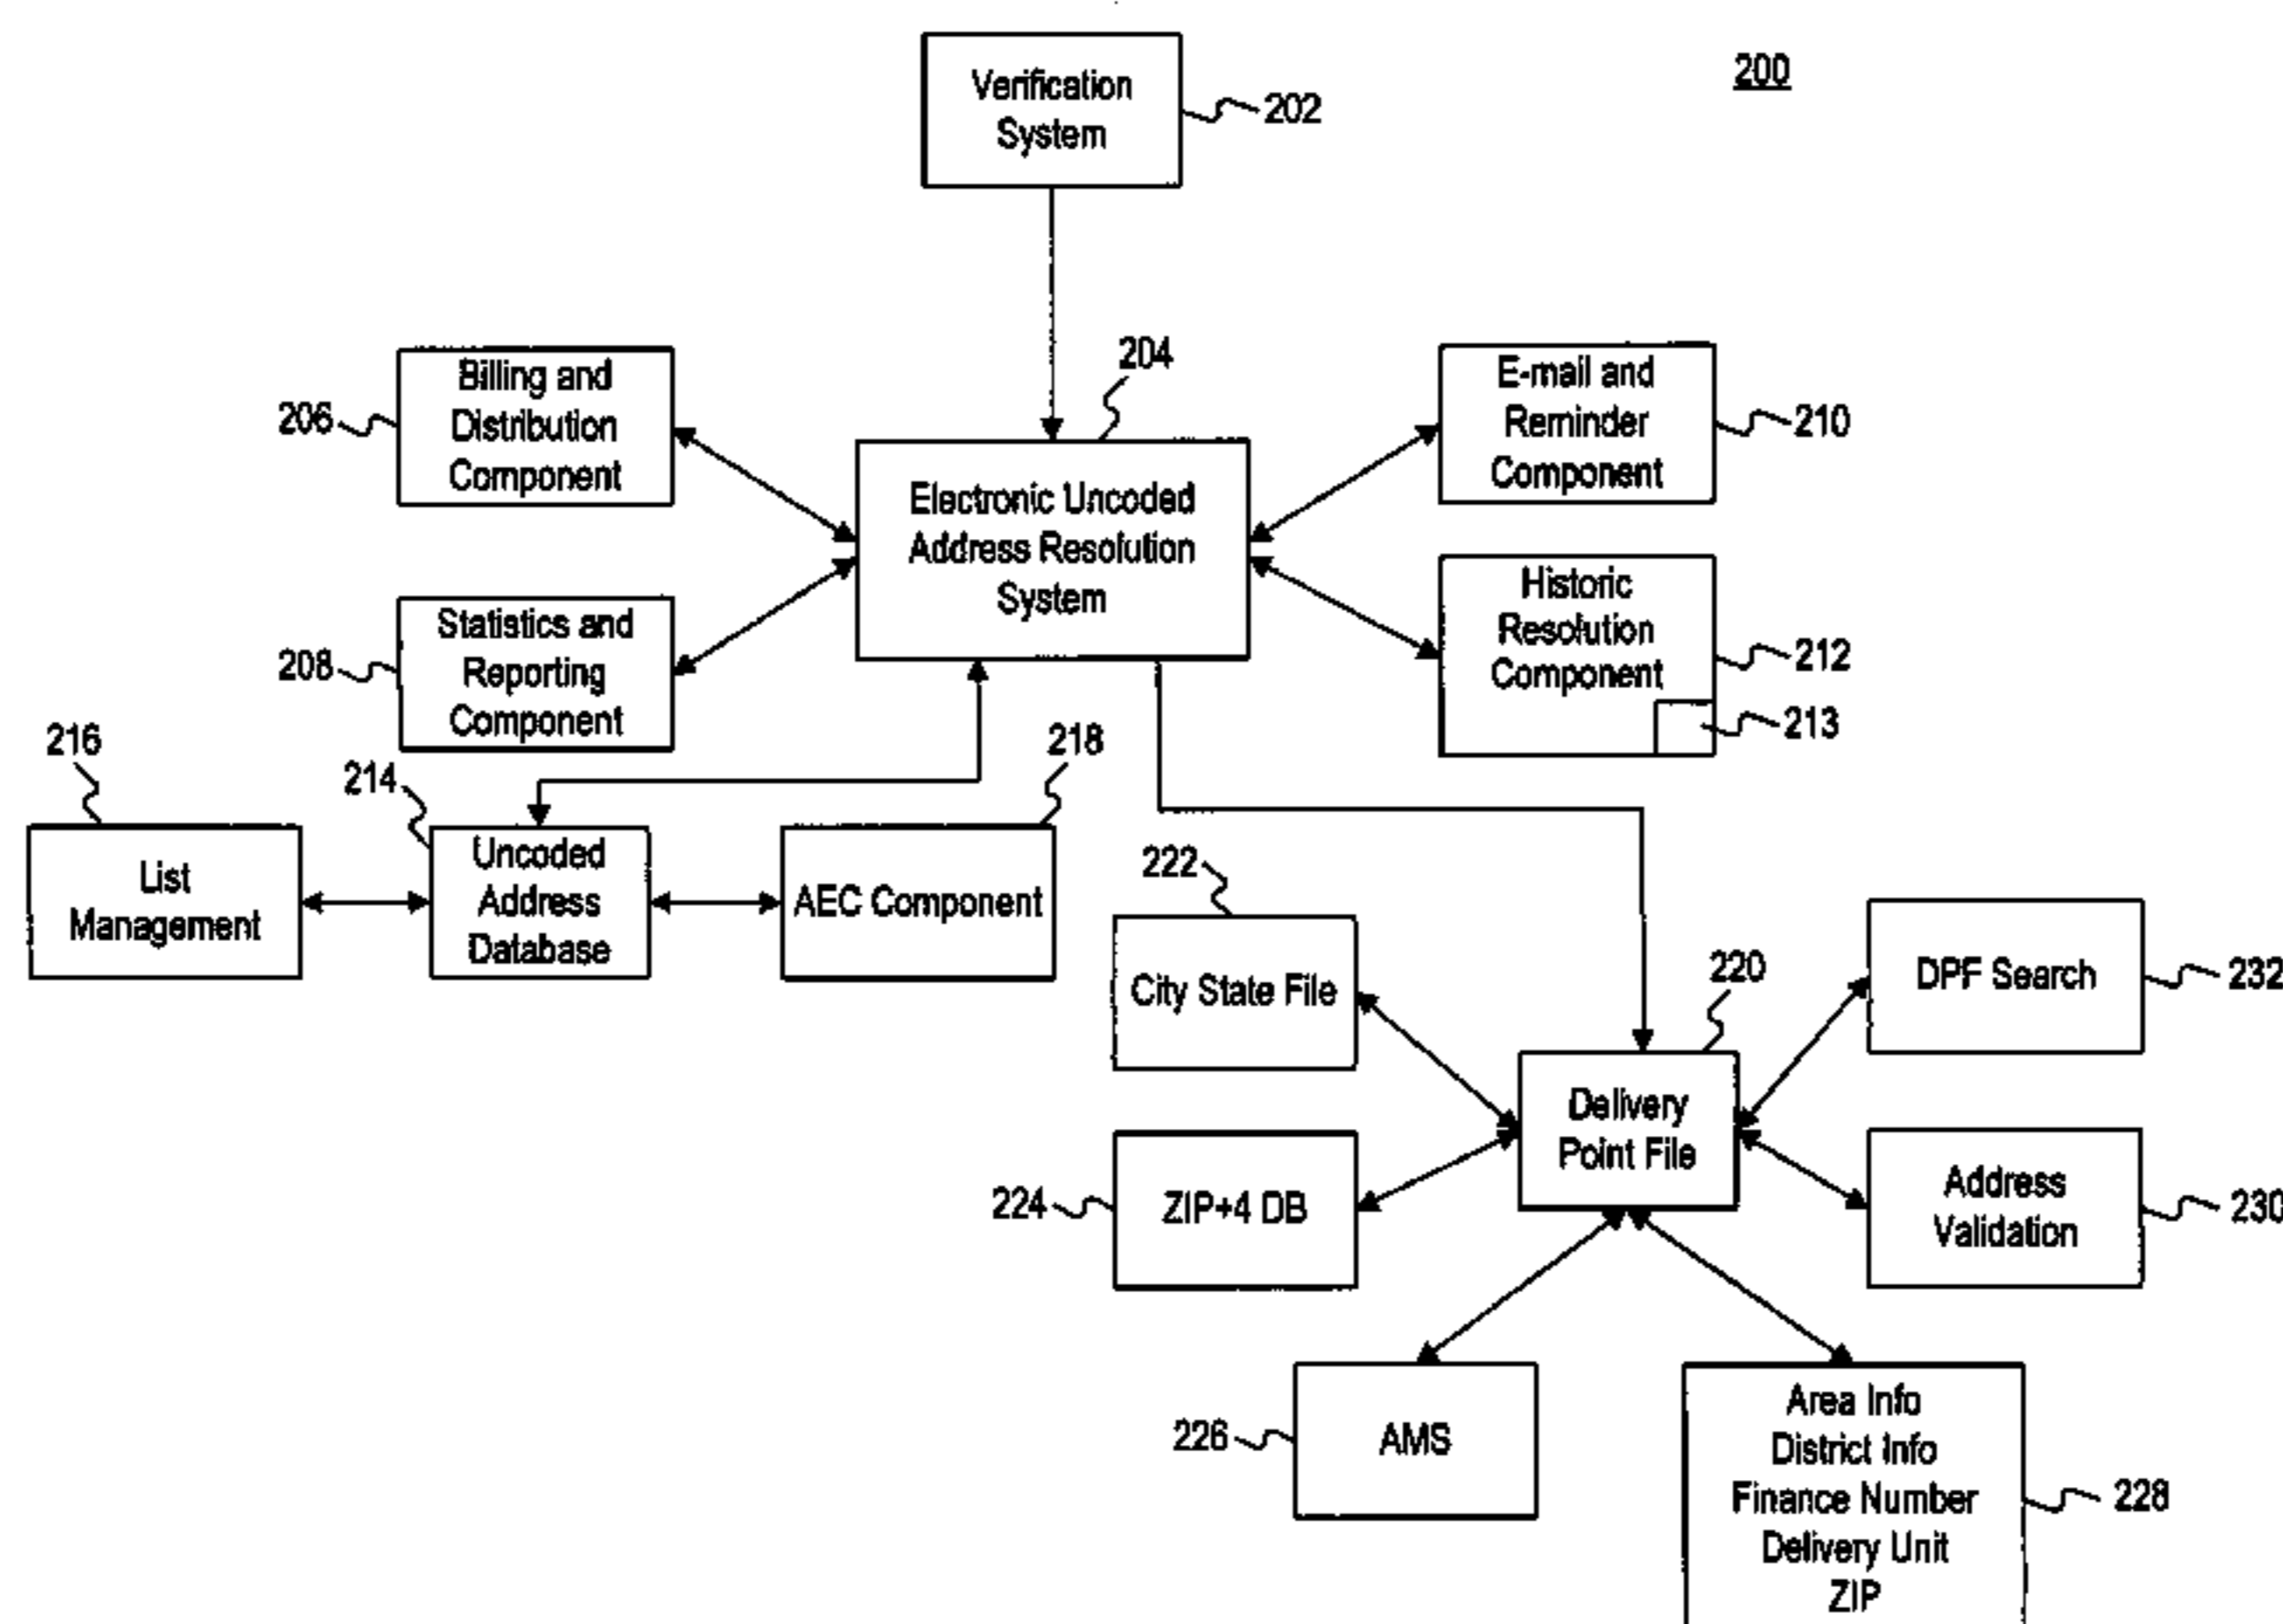 200
Verification
System
202
204
Billing and
Distribution
Component
206
E-mail and
Reminder
Component
210
Electronic Uncoded
Address Resolution
System
Statistics and
Reporting
Component
208
Historic
Resolution
Component
212
213
216
214
218
List
Management
Uncoded
Address
Database
AEC Component
222
City State File
220
DPF Search
232
Delivery
Point File
224
ZIP+4 DB
Address
Validation
230
226
AMS
Area Info
District Info
Finance Number
Delivery Unit
ZIP
228